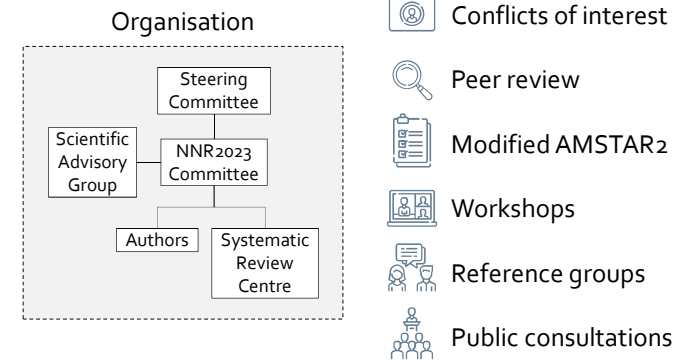 Organisation
Steering
Committee
Scientific
Advisory
Group
NNR2023
Committee
Authors
Systematic
Review
Centre
Conflicts of interest
Peer review
Modified AMSTAR2
Workshops
Reference groups
Public consultations